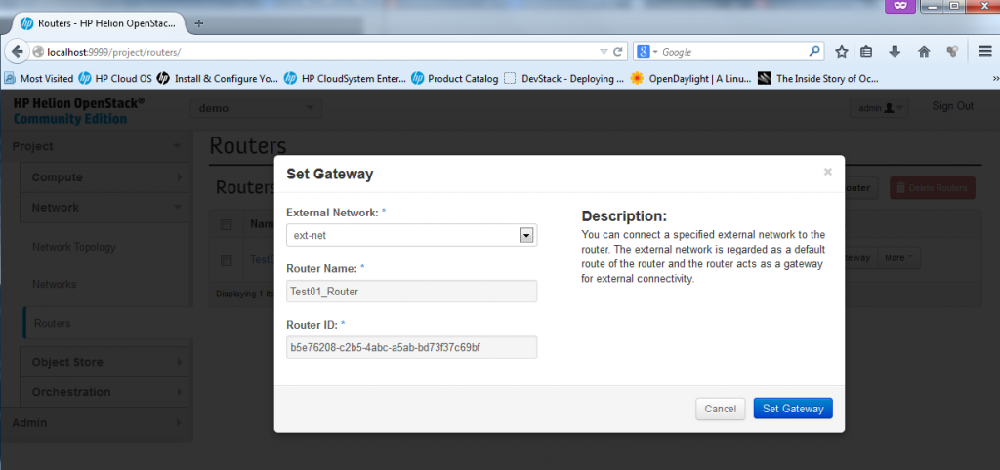 Routers - HP Helion OpenStac...
localhost:9999/project/routers/
Google
Most Visited HP Cloud OS Install & Configure Yo... HP CloudSystem Enter... Product Catalog DevStack - Deploying ... OpenDaylight | A Linu... The Inside Story of Oc...
HP Helion OpenStack®
Community Edition
demo
admin
Sign Out
Project
Compute
Network
Network Topology
Networks
Routers
Object Store
Orchestration
Admin
Routers
Routers
outer
Delete Routers
Nam
Test0
eway
More
Displaying 1 ite
Set Gateway
×
External Network: *
ext-net
Router Name: *
Test01_Router
Router ID: *
b5e76208-c2b5-4abc-a5ab-bd73f37c69bf
Description:
You can connect a specified external network to the
router. The external network is regarded as a default
route of the router and the router acts as a gateway
for external connectivity.
Cancel
Set Gateway